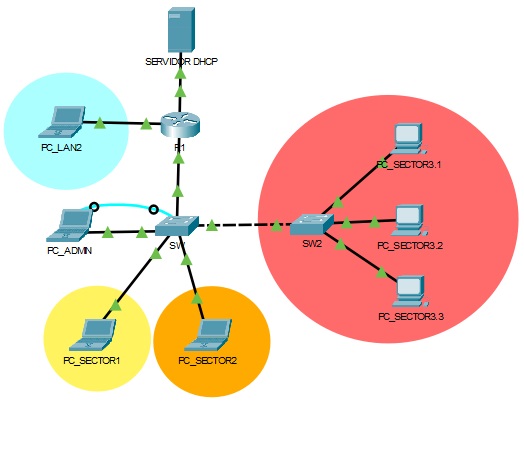 SERVIDOR DHCP
PC_LAN2
R1
PC_SECTOR3.1
PC_ADMIN
SW
SW2
PC_SECTOR3.2
PC_SECTOR3.3
PC_SECTOR1
PC_SECTOR2